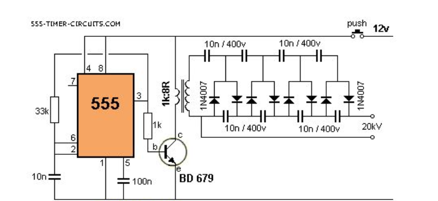 555-TIMER-CIRCUITS.COM
push
12v
10n / 400v
10n / 400v
4
8
7
3
555
1k:8R
1N4007
1N4007
33k
1k
6
2
10n / 400v
10n / 400v
20kV
c
b
e
1
5
10n
100n
BD 679